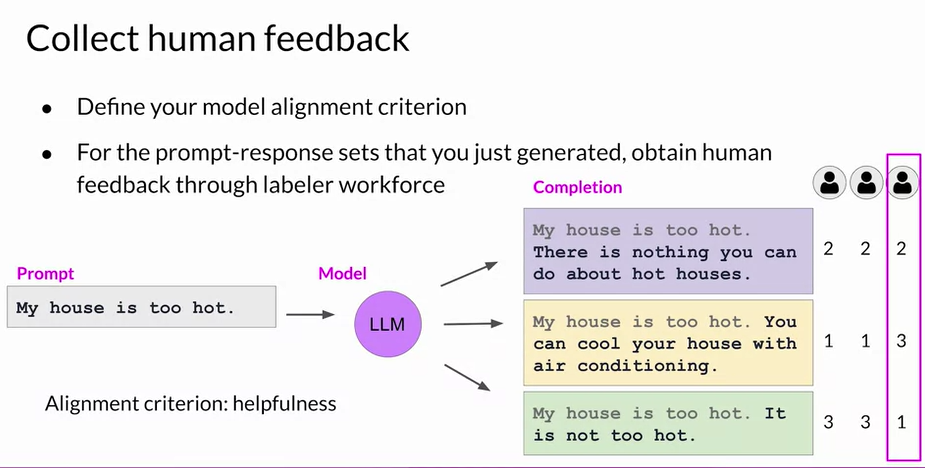 Collect human feedback
● Define your model alignment criterion
● For the prompt-response sets that you just generated, obtain human
feedback through labeler workforce
Prompt
My house is too hot.
Model
LLM
Alignment criterion: helpfulness
Completion
My house is too hot.
There is nothing you can
do about hot houses.
2 2 2
My house is too hot. You
can cool your house with
air conditioning.
1 1 3
My house is too hot. It
is not too hot.
3 3 1